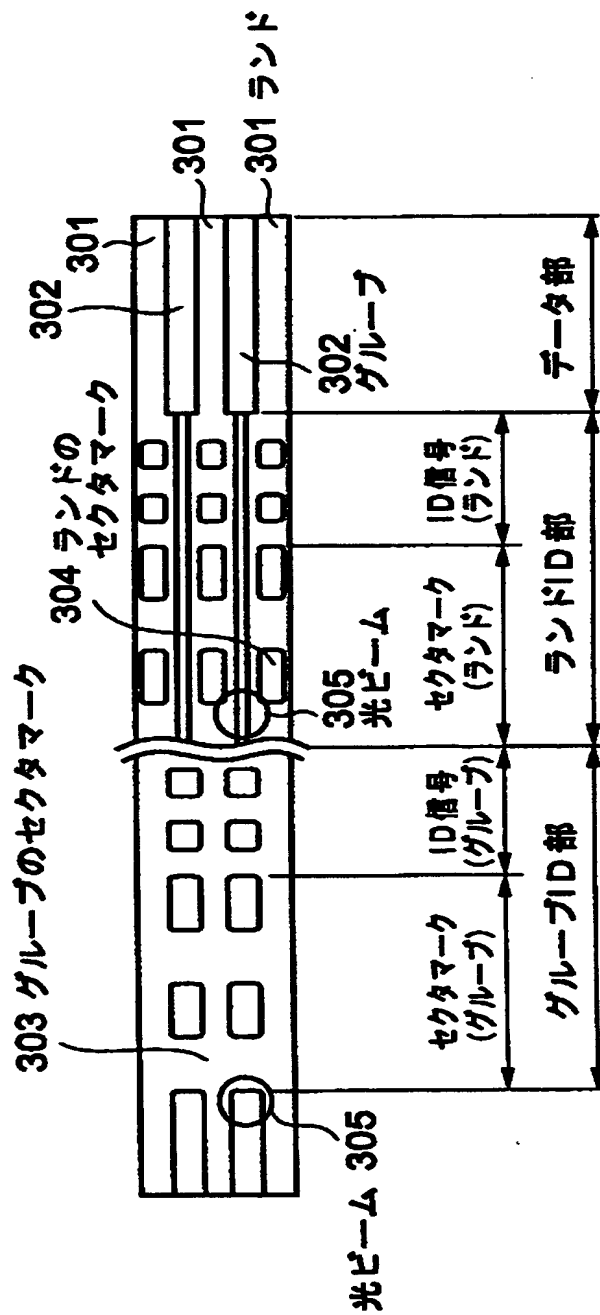 303 グループのセクタマーク
304 ランドの
セクタマーク
302
301
301
301 ランド
302
グループ
305
光ビーム
光ビーム 305
セクタマーク
(グループ)
ID信号
(グループ)
セクタマーク
(ランド)
ID信号
(ランド)
グループID部
ランドID部
データ部